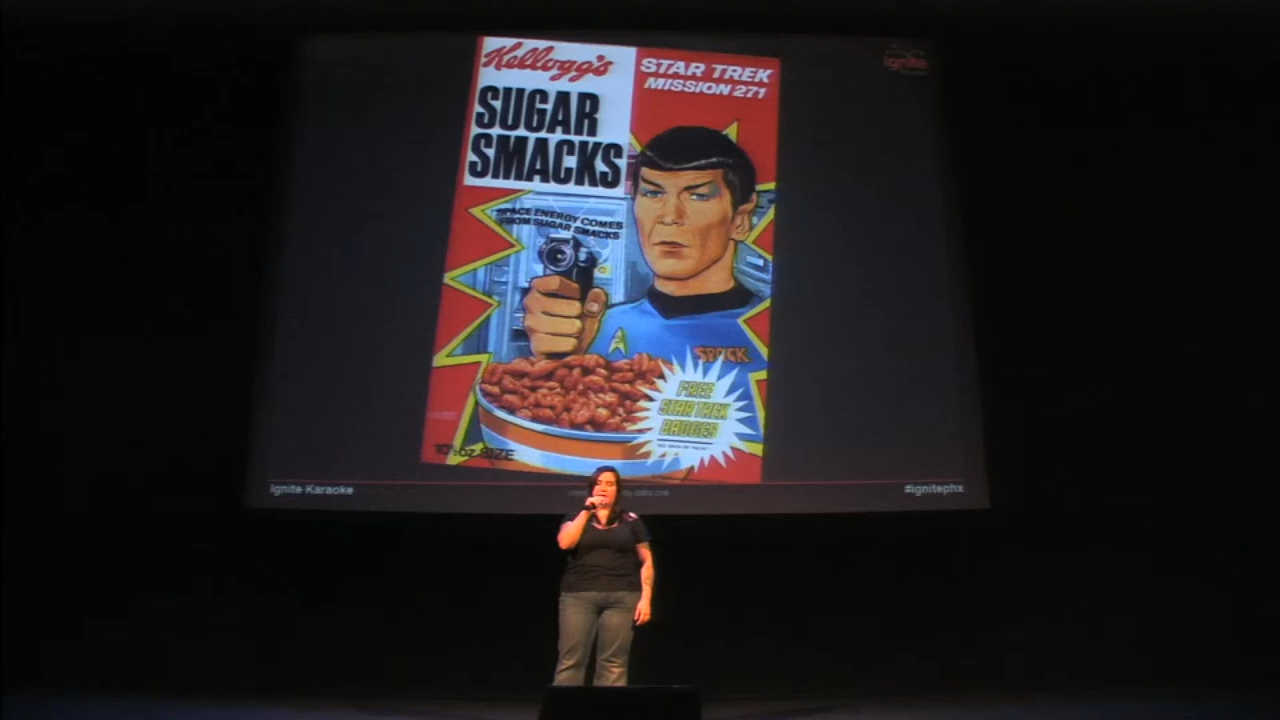 Kellogg's
SUGAR
SMACKS
STAR TREK
MISSION 271
ignite
SPACE ENERGY COMES
FROM SUGAR SMACKS
SPOCK
FREE
STAR TREK
BADGES
SIZE
Ignite Karaoke
#ignitephx